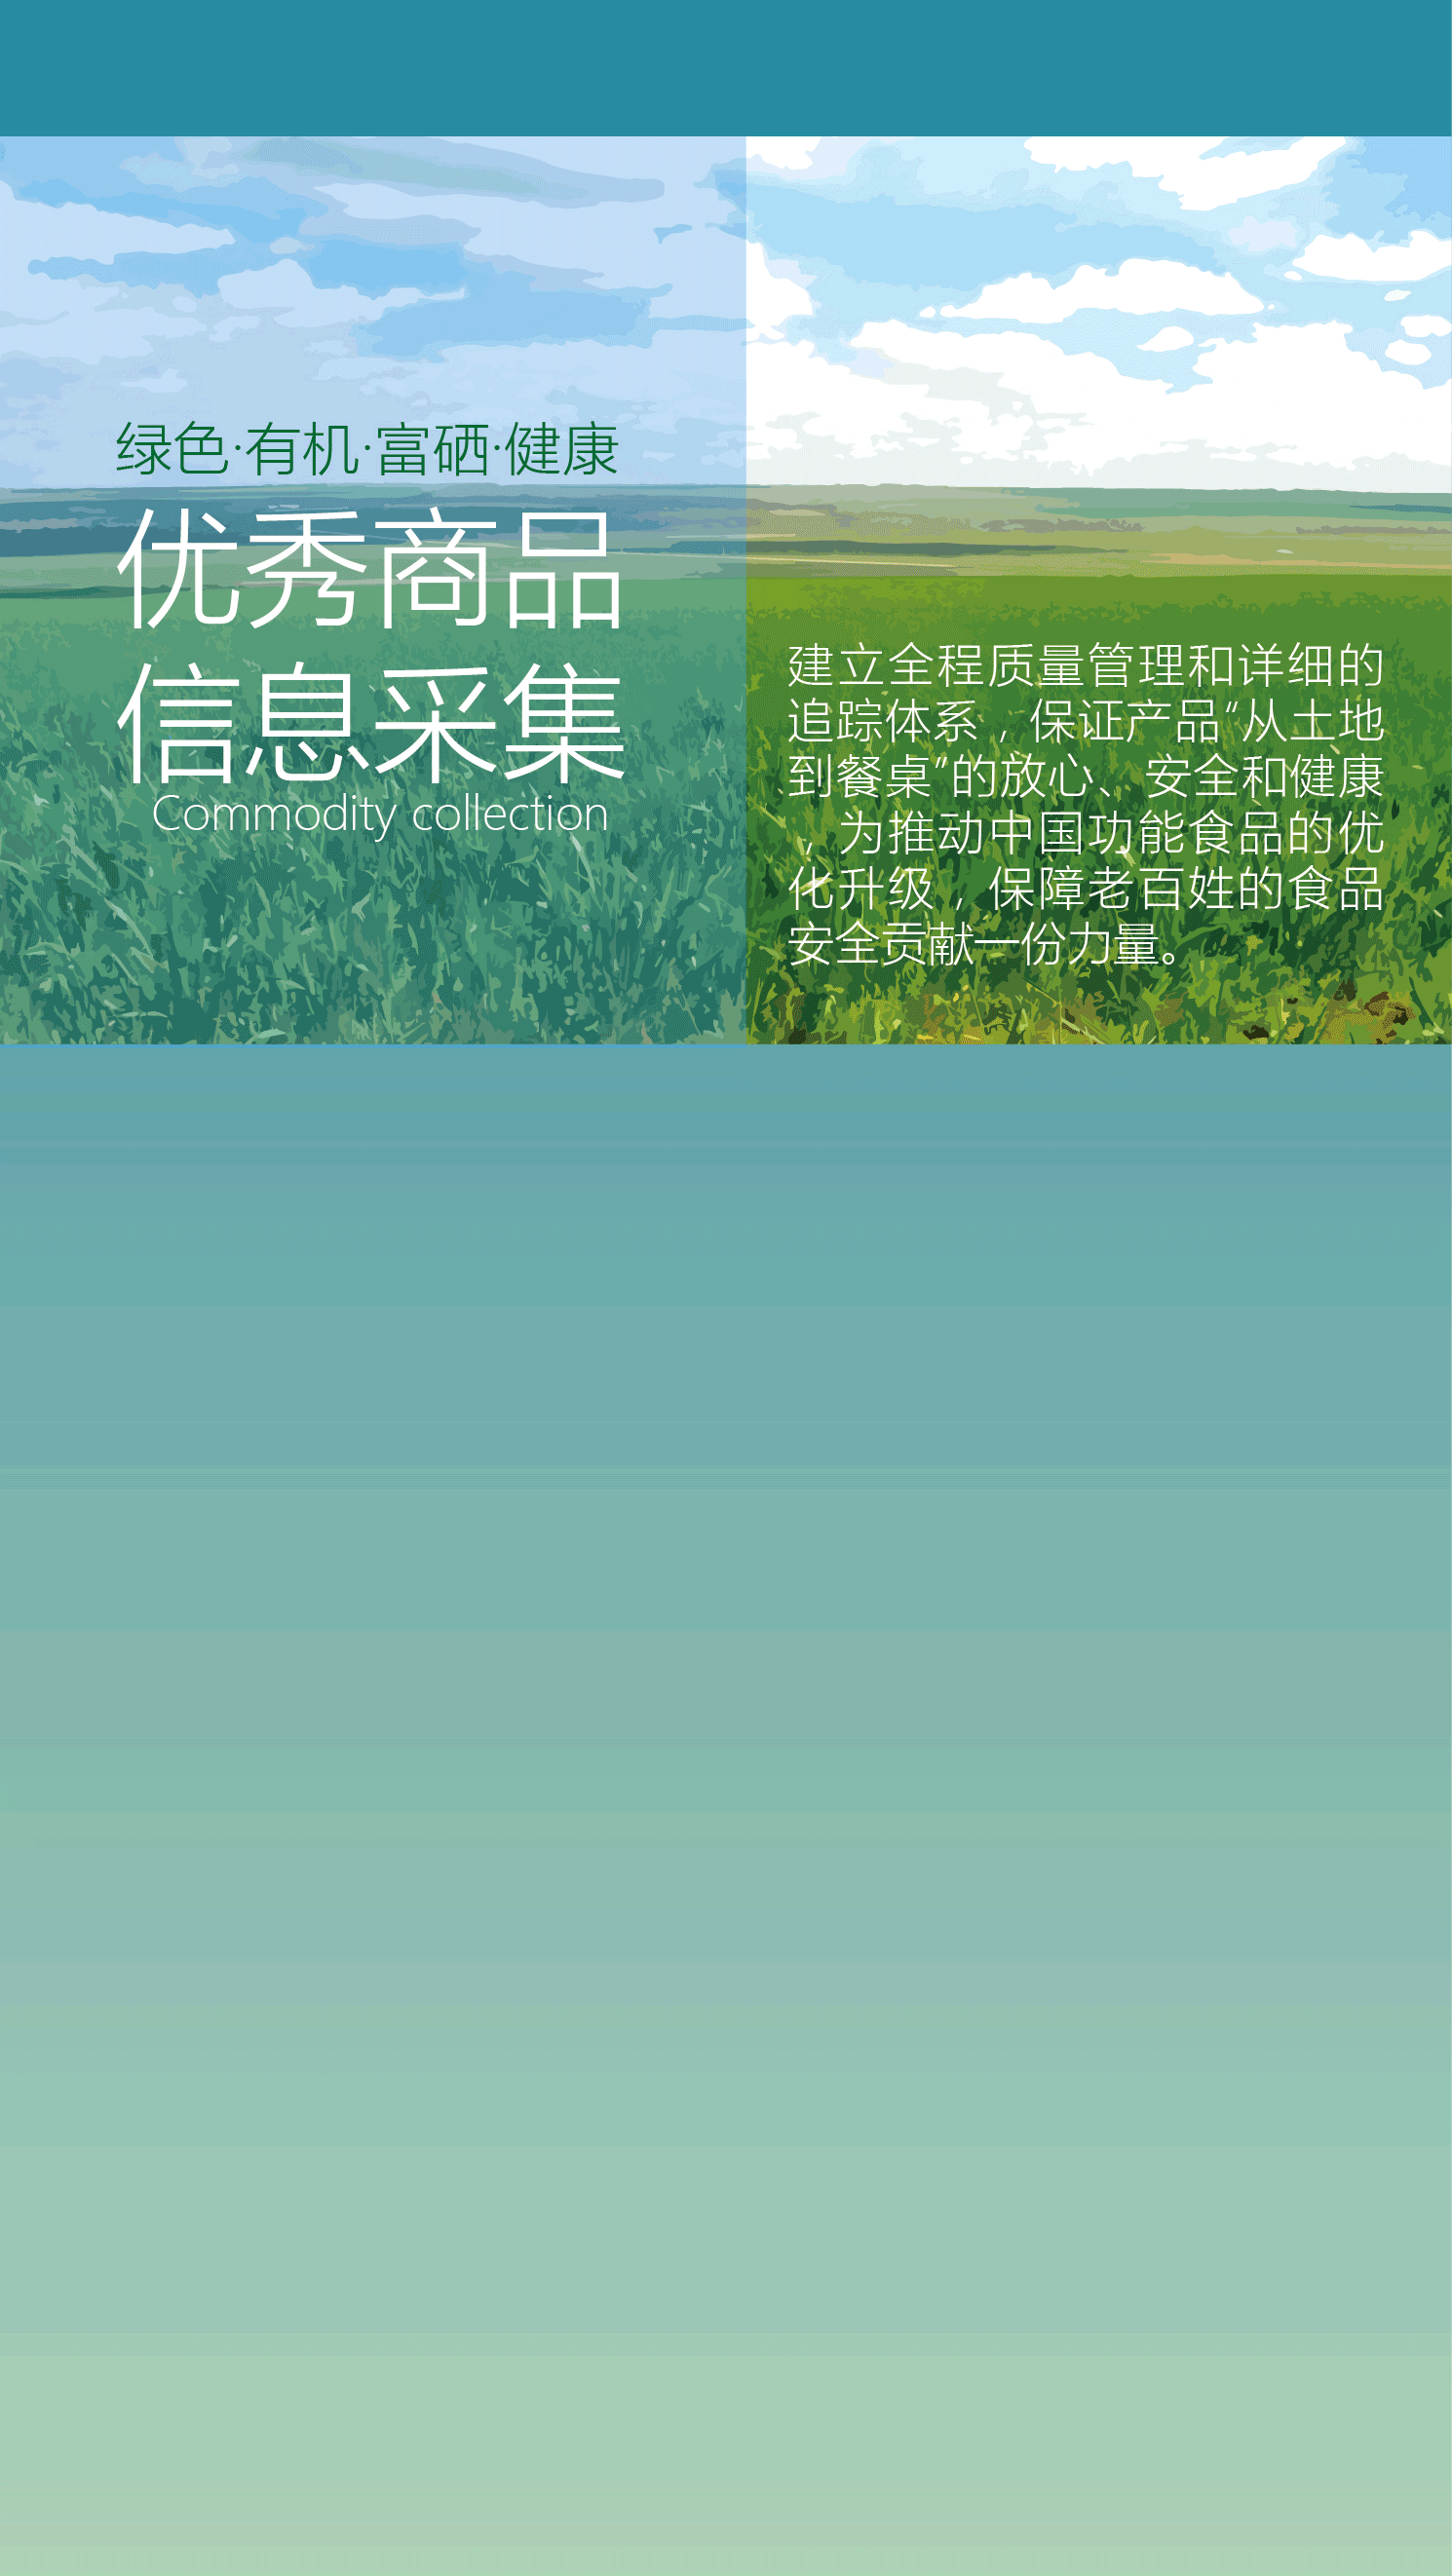 绿色·有机·富硒·健康
优秀商品
信息采集
Commodity collection
建立全程质量管理和详细的
追踪体系，保证产品“从土地
到餐桌”的放心、安全和健康
，为推动中国功能食品的优
化升级，保障老百姓的食品
安全贡献一份力量。